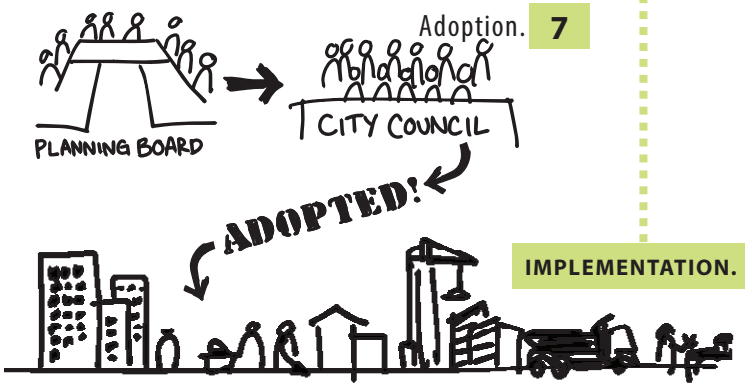 Adoption. 7
PLANNING BOARD
CITY COUNCIL
ADOPTED!
IMPLEMENTATION.